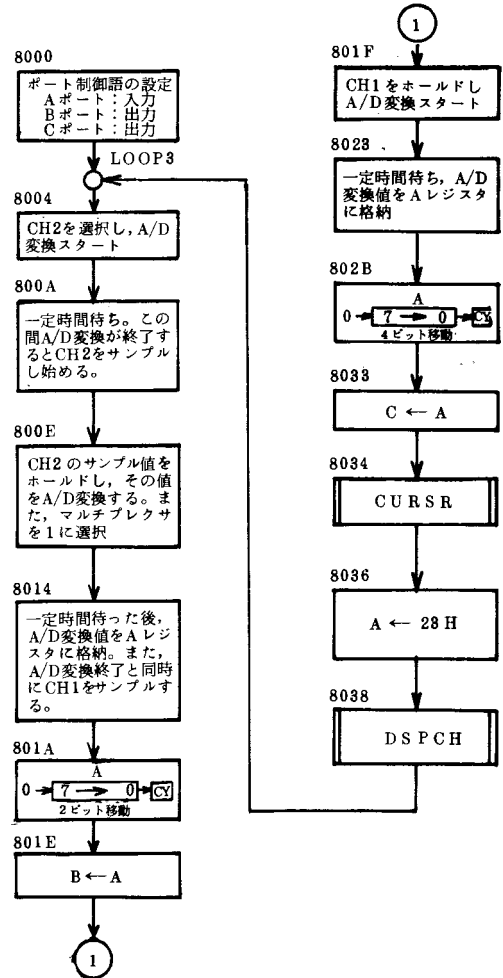 8000
ポート制御語の設定
Aポート：入力
Bポート：出力
Cポート：出力
LOOP3
8004
CH2を選択し，A/D
変換スタート
800A
一定時間待ち。この
間A/D変換が終了す
るとCH2をサンプル
し始める。
800E
CH2のサンプル値を
ホールドし，その値
をA/D変換する。ま
た，マルチプレクサ
を1に選択
8014
一定時間待った後，
A/D変換値をAレジ
スタに格納。また，
A/D変換終了と同時
にCH1をサンプルす
る。
801A
A
0→ 7 → 0 →CY
2ビット移動
801E
B←A
1
1
801F
CH1をホールドし
A/D変換スタート
8023
一定時間待ち，A/D
変換値をAレジスタ
に格納
802B
A
0→ 7 → 0 →CY
4ビット移動
8033
C←A
8034
CURSR
8036
A←23H
8038
DSPCH